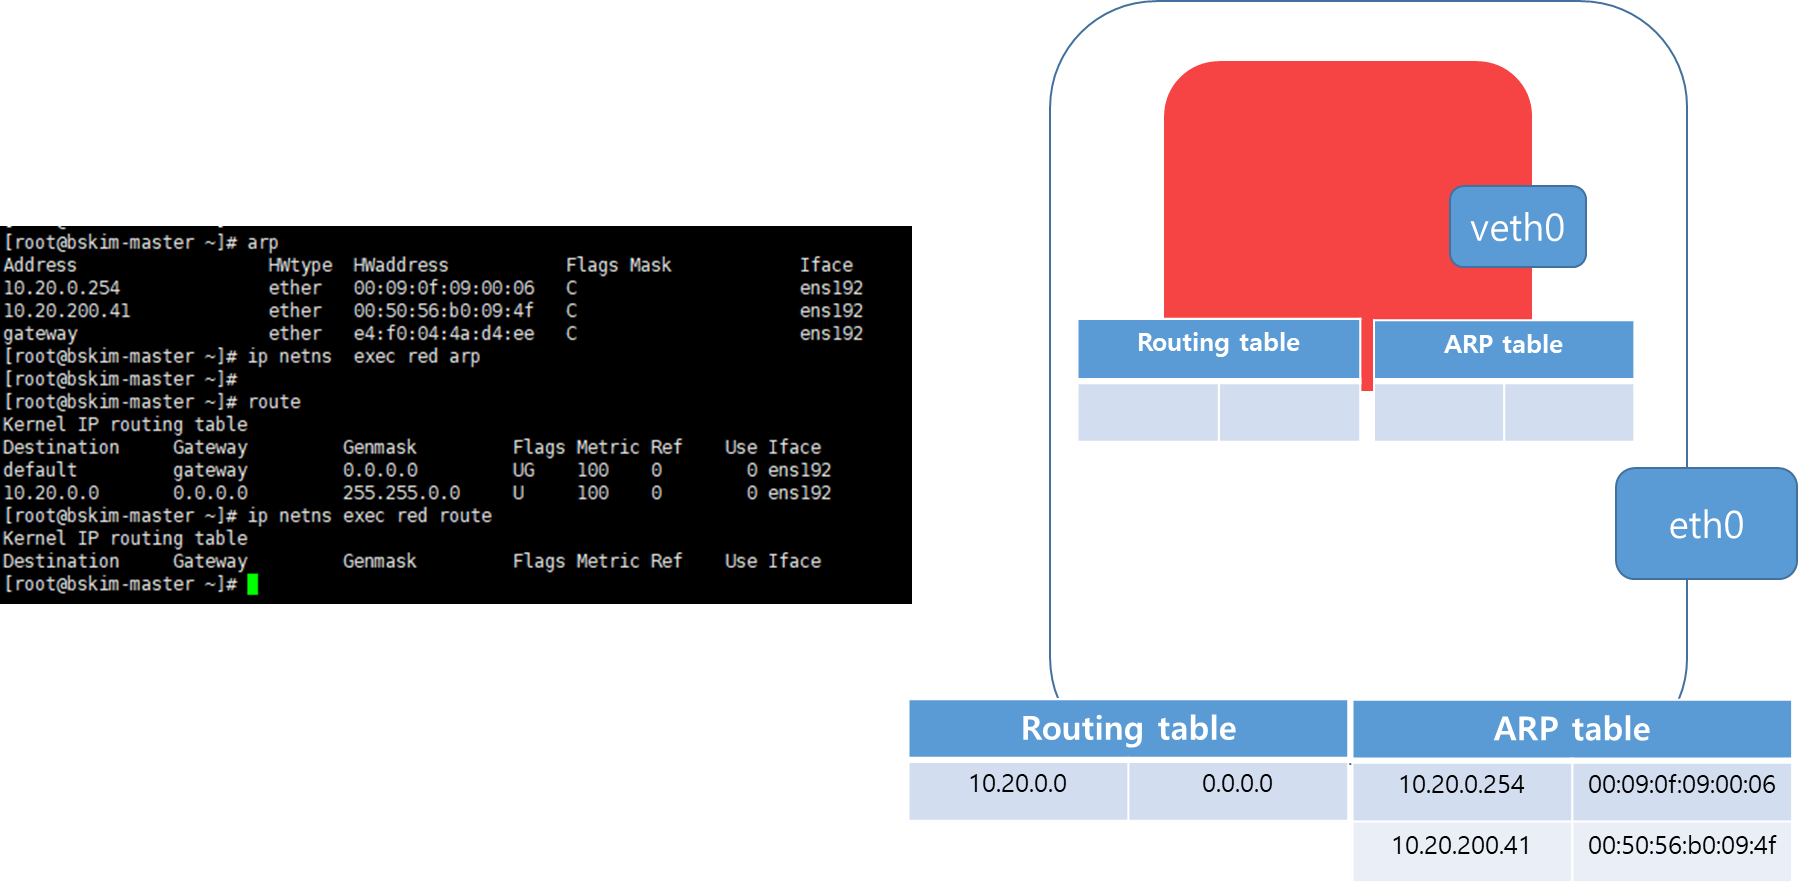 [root@bskim-master ~]# arp
Address                  HWtype  HWaddress           Flags Mask            Iface
10.20.0.254              ether   00:09:0f:09:00:06   C                     ens192
10.20.200.41             ether   00:50:56:b0:09:4f   C                     ens192
gateway                  ether   e4:f0:04:4a:d4:ee   C                     ens192
[root@bskim-master ~]# ip netns  exec red arp
[root@bskim-master ~]#
[root@bskim-master ~]# route
Kernel IP routing table
Destination     Gateway         Genmask         Flags Metric Ref    Use Iface
default         gateway         0.0.0.0         UG    100    0        0 ens192
10.20.0.0       0.0.0.0         255.255.0.0     U     100    0        0 ens192
[root@bskim-master ~]# ip netns exec red route
Kernel IP routing table
Destination     Gateway         Genmask         Flags Metric Ref    Use Iface
[root@bskim-master ~]#
veth0
Routing table
ARP table
eth0
Routing table
10.20.0.0 0.0.0.0
ARP table
10.20.0.254 00:09:0f:09:00:06
10.20.200.41 00:50:56:b0:09:4f